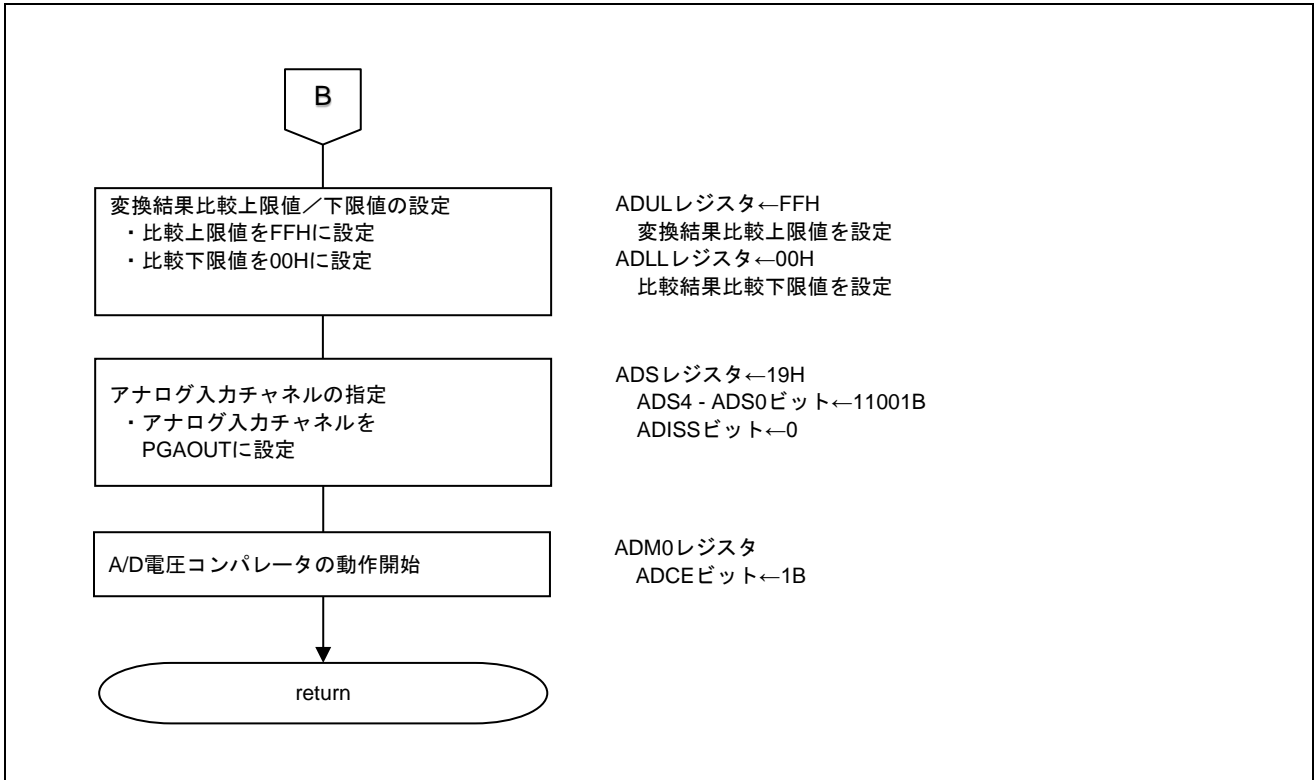 B
変換結果比較上限値／下限値の設定
・比較上限値をFFHに設定
・比較下限値を00Hに設定
ADULレジスタ←FFH
変換結果比較上限値を設定
ADLLレジスタ←00H
比較結果比較下限値を設定
アナログ入力チャネルの指定
・アナログ入力チャネルを
PGAOUTに設定
ADSレジスタ←19H
ADS4 - ADS0ビット←11001B
ADISSビット←0
A/D電圧コンパレータの動作開始
ADM0レジスタ
ADCEビット←1B
return